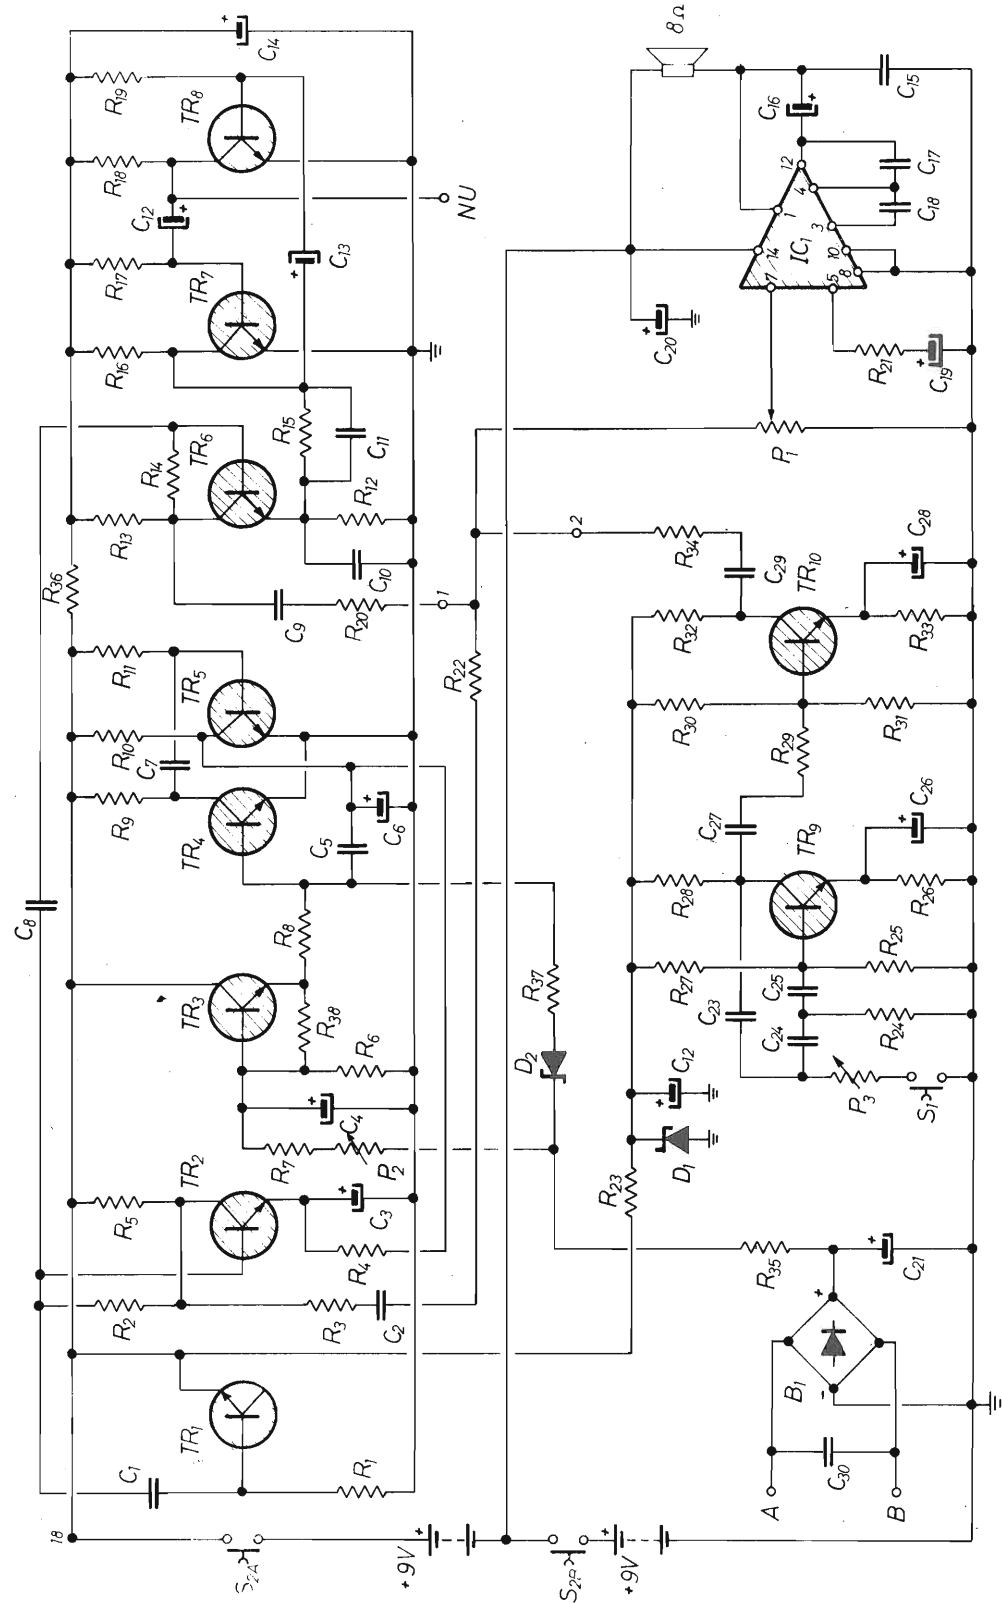 18
S2A
+9V
+
S2B
+9V
+
C1
TR1
R1
R2
R3
C2
R5
TR2
R4
C3
+
R7
P2
C4
+
R6
R38
TR3
R8
C8
R9
TR4
C7
R10
C5
C6
+
R11
TR5
R36
R22
C9
R20
1
R13
R14
TR6
C10
R12
R15
C11
R16
TR7
R17
C12
+
C13
+
R18
NU
TR8
R19
C14
+
A
B
C30
B1
+
-
C21
+
R35
R23
D1
C12
+
D2
R37
P3
S1
C23
C24
C25
R24
R27
R25
R28
TR9
R26
C26
+
C27
R29
R30
R31
R32
TR10
R33
C28
+
C29
R34
2
P1
C20
+
R21
C19
+
IC1
7
5
8
10
14
3
4
1
12
C18
C17
C16
+
C15
8Ω